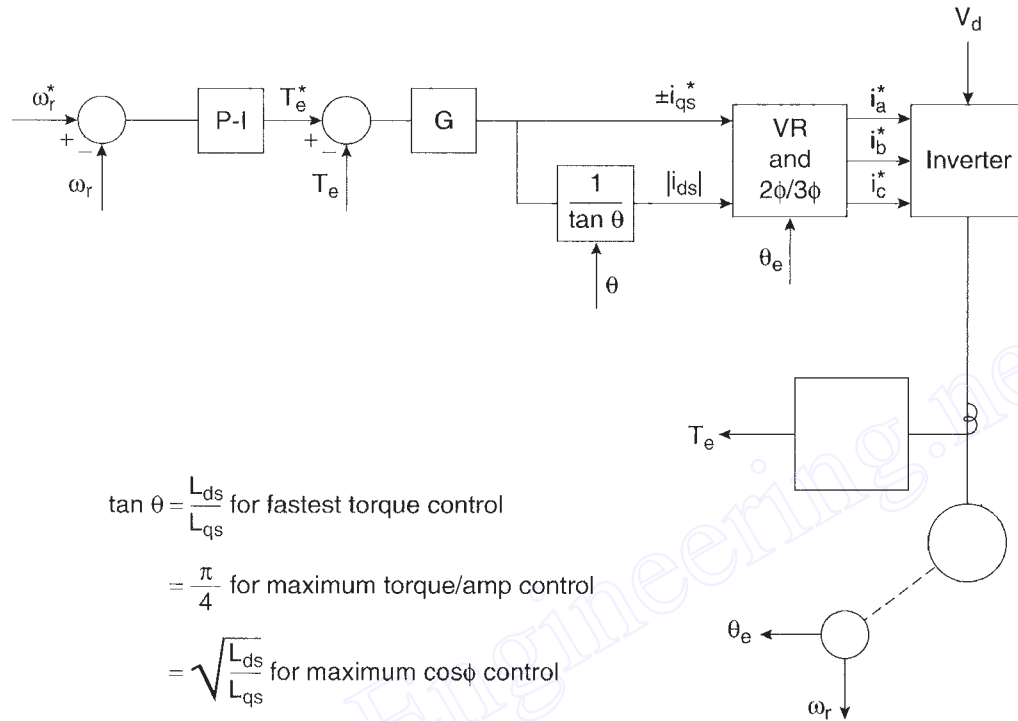 V_d
ω_r^*
+
−
ω_r
P-I
T_e^*
+
−
T_e
G
1
tan θ
θ
±i_qs^*
|i_ds|
VR
and
2ϕ/3ϕ
θ_e
i_a^*
i_b^*
i_c^*
Inverter
T_e
θ_e
ω_r
tan θ = L_ds/L_qs for fastest torque control
= π/4 for maximum torque/amp control
= √(L_ds/L_qs) for maximum cosϕ control
Engineering.ne